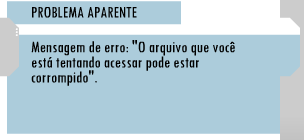 PROBLEMA APARENTE
Mensagem de erro: "O arquivo que você
está tentando acessar pode estar
corrompido".